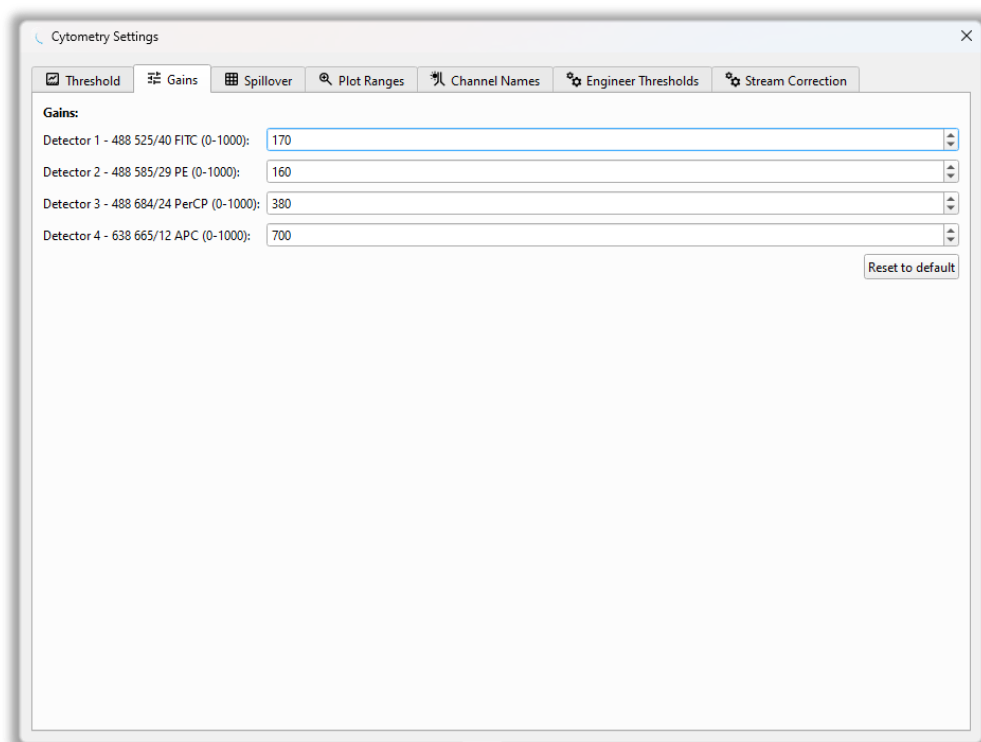 Cytometry Settings
Threshold Gains Spillover Plot Ranges Channel Names Engineer Thresholds Stream Correction
Gains:
Detector 1 - 488 525/40 FITC (0-1000): 170
Detector 2 - 488 585/29 PE (0-1000): 160
Detector 3 - 488 684/24 PerCP (0-1000): 380
Detector 4 - 638 665/12 APC (0-1000): 700
Reset to default